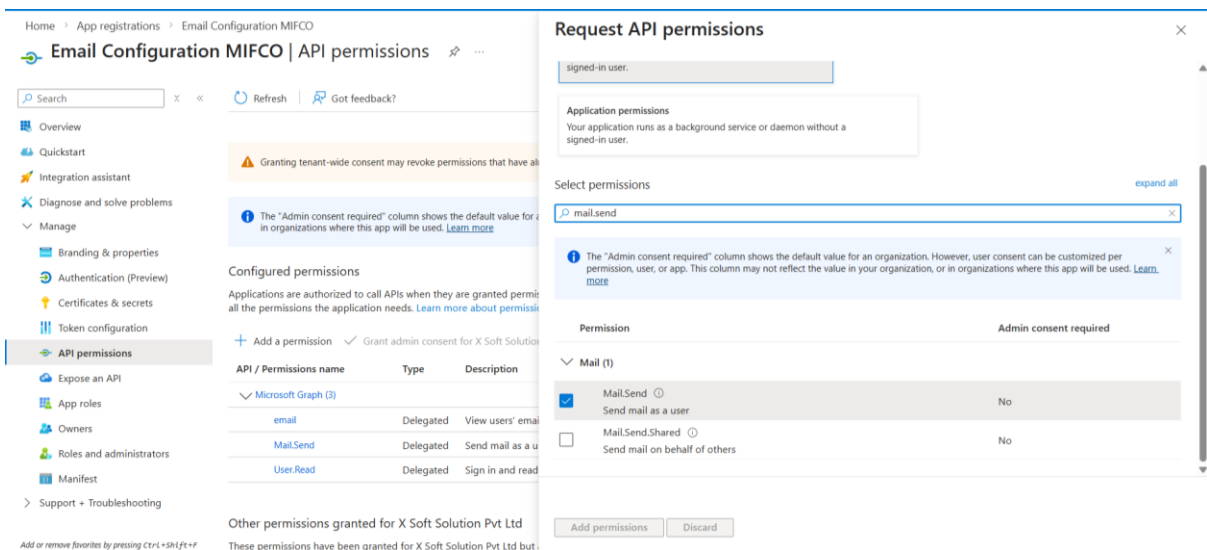 Home > App registrations > Email Configuration MIFCO
Email Configuration MIFCO | API permissions
Search
Overview
Quickstart
Integration assistant
Diagnose and solve problems
Manage
Branding & properties
Authentication (Preview)
Certificates & secrets
Token configuration
API permissions
Expose an API
App roles
Owners
Roles and administrators
Manifest
Support + Troubleshooting
Add or remove favorites by pressing Ctrl+Shift+F
Refresh | Got feedback?
Granting tenant-wide consent may revoke permissions that have
The "Admin consent required" column shows the default value for
in organizations where this app will be used. Learn more
Configured permissions
Applications are authorized to call APIs when they are granted
all the permissions the application needs. Learn more about
Add a permission Grant admin consent for X Soft
API / Permissions name Type Description
Microsoft Graph (3)
email Delegated View users'
Mail.Send Delegated Send mail as a
User.Read Delegated Sign in and read
Other permissions granted for X Soft Solution Pvt Ltd
These permissions have been granted for X Soft Solution Pvt Ltd but
Request API permissions
signed-in user.
Application permissions
Your application runs as a background service or daemon without a
signed-in user.
Select permissions expand all
mail.send
The "Admin consent required" column shows the default value for an organization. However, user consent can be customized per
permission, user, or app. This column may not reflect the value in your organization, or in organizations where this app will be used. Learn
more
Permission Admin consent required
Mail (1)
Mail.Send No
Send mail as a user
Mail.Send.Shared No
Send mail on behalf of others
Add permissions Discard